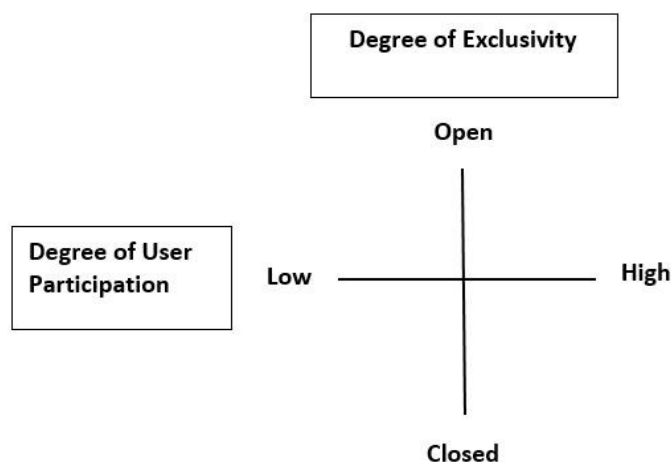 Degree of Exclusivity
Open
Degree of User
Participation
Low
High
Closed